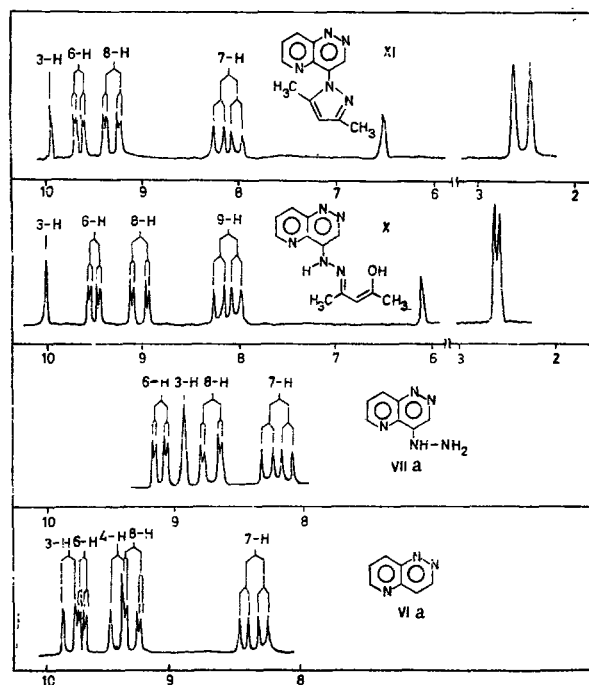 3-H 6-H 8-H 7-H XI
N
N
N
N
N
H₃C
CH₃
10 9 8 7 6 3 2
3-H 6-H 8-H 9-H X
N
N
N
H N
N OH
H₃C CH₃
10 9 8 7 6 3 2
6-H 3-H 8-H 7-H
N
N
N
NH-NH₂
VII a
10 9 8
3-H 6-H 4-H 8-H 7-H
N
N
N
VI a
10 9 8